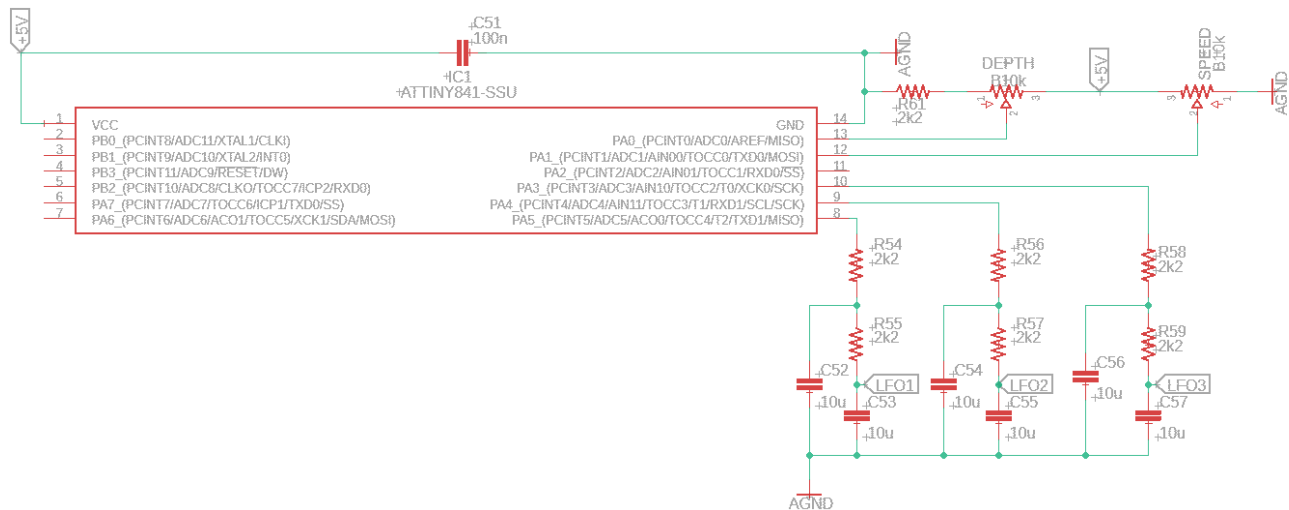 +5V
C51
100n
IC1
ATTINY841-SSU
AGND
DEPTH
B10k
+5V
SPEED
B10k
AGND
R61
2k2
1
3
2
3
1
2
1 VCC
2 PB0_(PCINT8/ADC11/XTAL1/CLKI)
3 PB1_(PCINT9/ADC10/XTAL2/INT0)
4 PB3_(PCINT11/ADC9/RESET/DW)
5 PB2_(PCINT10/ADC8/CLKO/TOCC7/ICP2/RXD0)
6 PA7_(PCINT7/ADC7/TOCC6/ICP1/TXD0/SS)
7 PA6_(PCINT6/ADC6/ACO1/TOCC5/XCK1/SDA/MOSI)
GND 14
PA0_(PCINT0/ADC0/AREF/MISO) 13
PA1_(PCINT1/ADC1/AIN00/TOCC0/TXD0/MOSI) 12
PA2_(PCINT2/ADC2/AIN01/TOCC1/RXD0/SS) 11
PA3_(PCINT3/ADC3/AIN10/TOCC2/T0/XCK0/SCK) 10
PA4_(PCINT4/ADC4/AIN11/TOCC3/T1/RXD1/SCL/SCK) 9
PA5_(PCINT5/ADC5/ACO0/TOCC4/T2/TXD1/MISO) 8
R54
2k2
R56
2k2
R58
2k2
R55
2k2
R57
2k2
R59
2k2
C52
10u
LFO1
C53
10u
C54
10u
LFO2
C55
10u
C56
10u
LFO3
C57
10u
AGND